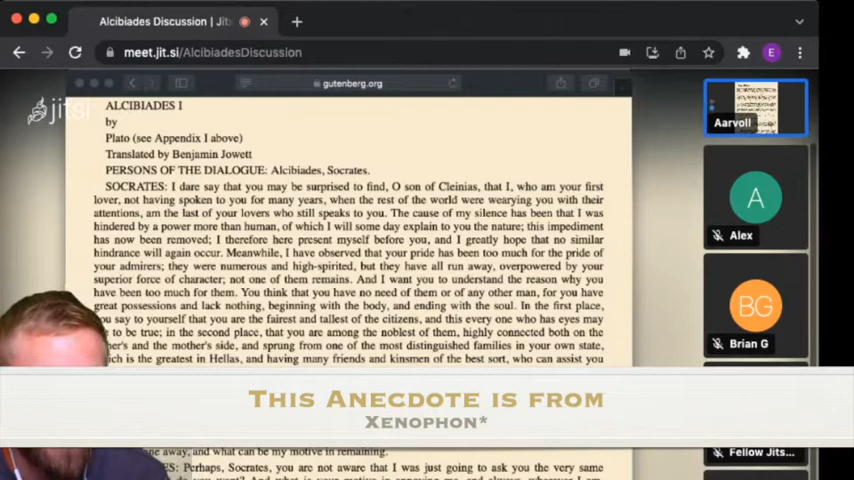 Alcibiades Discussion | Jits
meet.jit.si/AlcibiadesDiscussion
E
gutenberg.org
jitsi
ALCIBIADES I
by
Plato (see Appendix I above)
Translated by Benjamin Jowett
PERSONS OF THE DIALOGUE: Alcibiades, Socrates.
SOCRATES: I dare say that you may be surprised to find, O son of Cleinias, that I, who am your first
lover, not having spoken to you for many years, when the rest of the world were wearying you with their
attentions, am the last of your lovers who still speaks to you. The cause of my silence has been that I was
hindered by a power more than human, of which I will some day explain to you the nature; this impediment
has now been removed; I therefore here present myself before you, and I greatly hope that no similar
hindrance will again occur. Meanwhile, I have observed that your pride has been too much for the pride of
your admirers; they were numerous and high-spirited, but they have all run away, overpowered by your
superior force of character; not one of them remains. And I want you to understand the reason why you
have been too much for them. You think that you have no need of them or of any other man, for you have
great possessions and lack nothing, beginning with the body, and ending with the soul. In the first place,
you say to yourself that you are the fairest and tallest of the citizens, and this every one who has eyes may
to be true; in the second place, that you are among the noblest of them, highly connected both on the
and the mother's side, and sprung from one of the most distinguished families in your own state,
which is the greatest in Hellas, and having many friends and kinsmen of the best sort, who can assist you
This Anecdote is from
Xenophon*
away, and what can be my motive in remaining.
Perhaps, Socrates, you are not aware that I was just going to ask you the very same
Aarvoll
A
Alex
BG
Brian G
Fellow Jits...